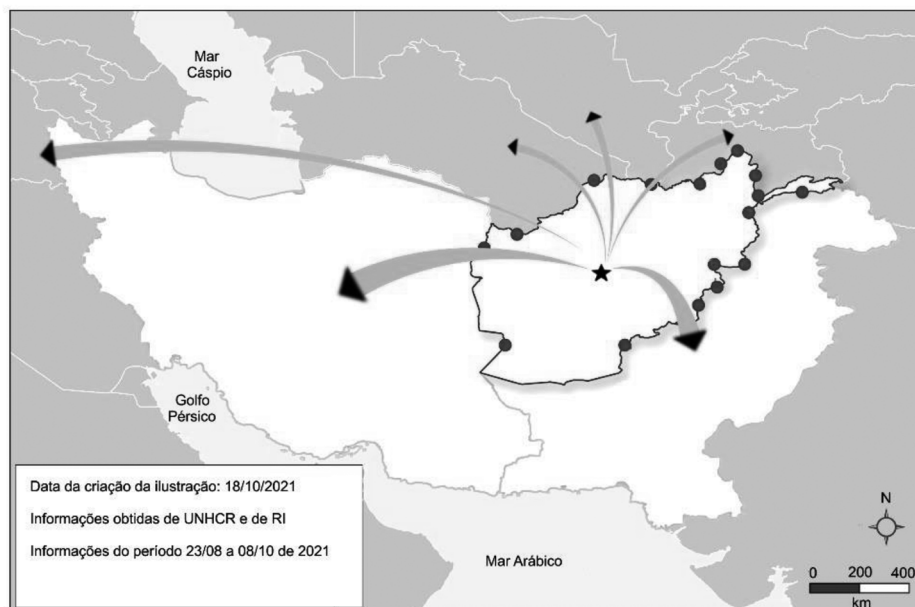 Mar
Cáspio
Golfo
Pérsico
Data da criação da ilustração: 18/10/2021
Informações obtidas de UNHCR e de RI
Informações do período 23/08 a 08/10 de 2021
Mar Arábico
N
0 200 400
km